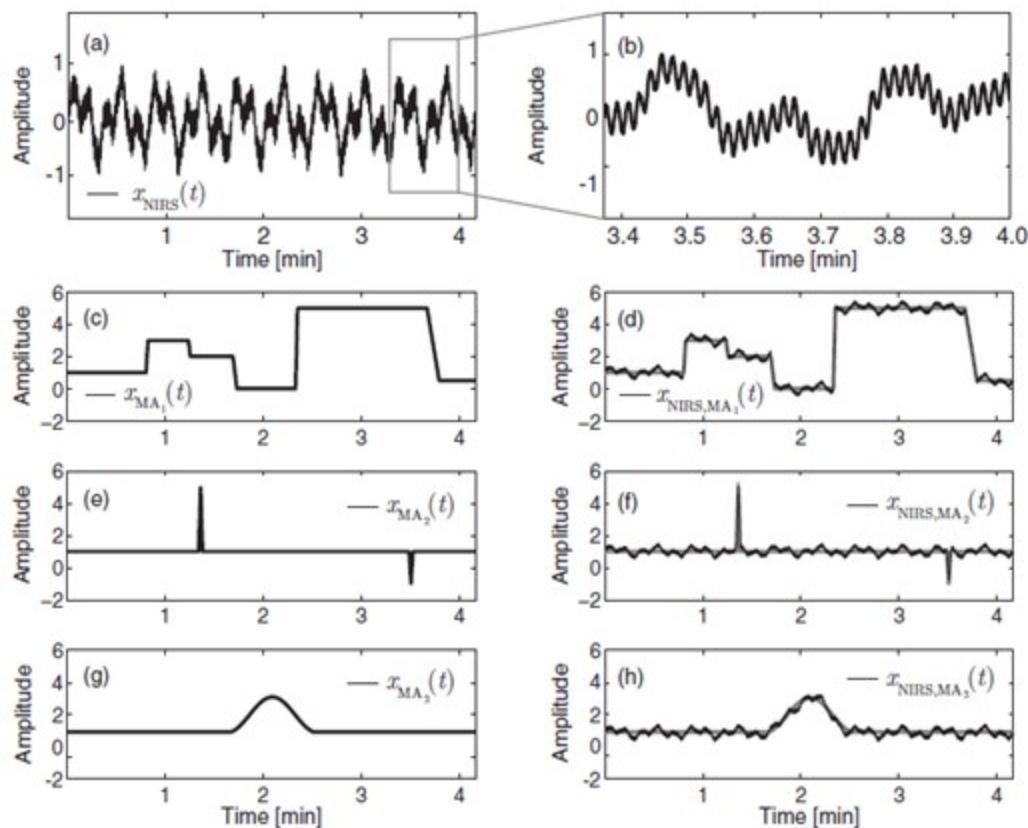 (a)
Amplitude
1
0
-1
x_NIRS(t)
1 2 3 4
Time [min]
(b)
Amplitude
1
0
-1
3.4 3.5 3.6 3.7 3.8 3.9 4.0
Time [min]
(c)
Amplitude
6
4
2
0
−2
x_MA₁(t)
1 2 3 4
(d)
Amplitude
6
4
2
0
−2
x_NIRS,MA₁(t)
1 2 3 4
(e)
Amplitude
6
4
2
0
−2
x_MA₂(t)
1 2 3 4
(f)
Amplitude
6
4
2
0
−2
x_NIRS,MA₂(t)
1 2 3 4
(g)
Amplitude
6
4
2
0
-2
x_MA₃(t)
1 2 3 4
Time [min]
(h)
Amplitude
6
4
2
0
-2
x_NIRS,MA₃(t)
1 2 3 4
Time [min]